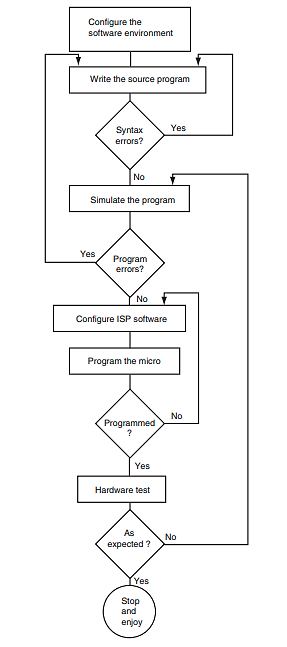 Configure the
software environment
Write the source program
Syntax
errors?
Yes
No
Simulate the program
Yes
Program
errors?
No
Configure ISP software
Program the micro
Programmed
?
No
Yes
Hardware test
As
expected ?
No
Yes
Stop
and
enjoy